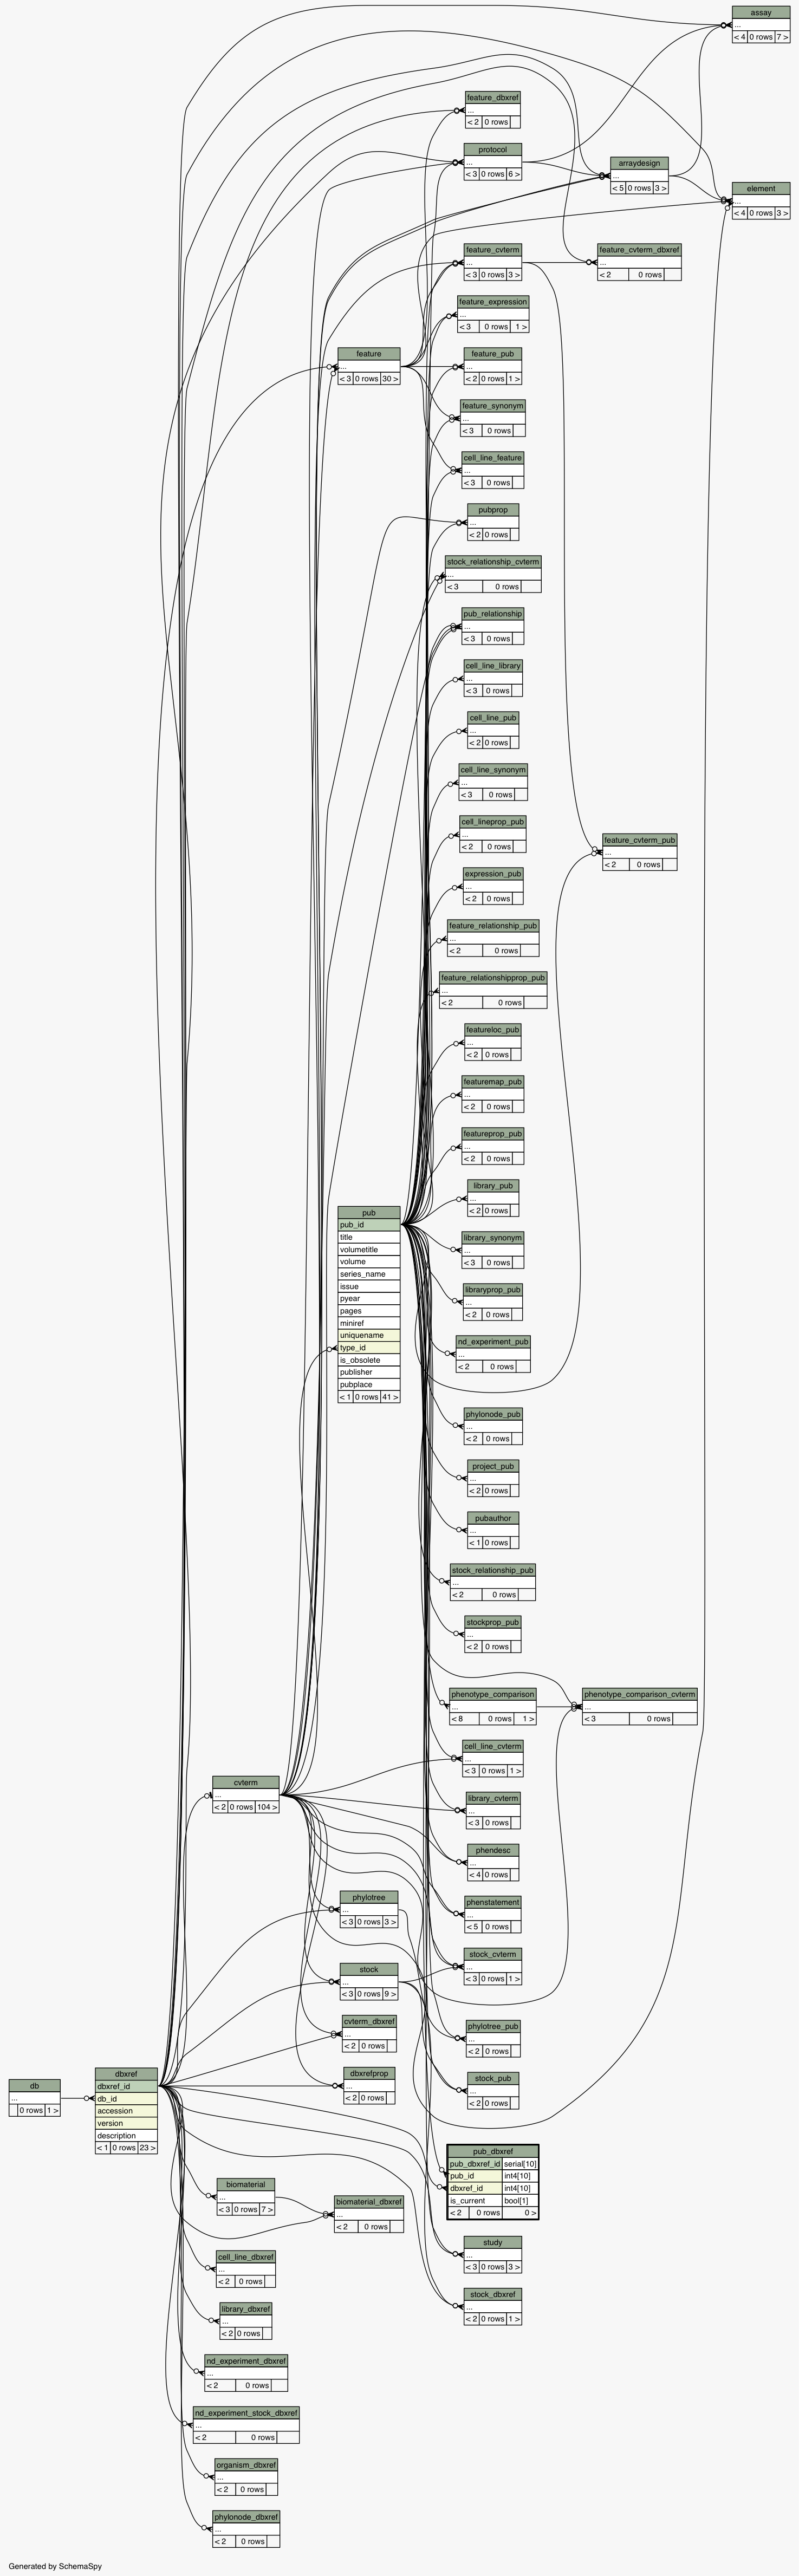 assay
...
< 4 0 rows 7 >
feature_dbxref
...
< 2 0 rows
protocol
...
< 3 0 rows 6 >
arraydesign
...
< 5 0 rows 3 >
element
...
< 4 0 rows 3 >
feature_cvterm
...
< 3 0 rows 3 >
feature_cvterm_dbxref
...
< 2 0 rows
feature_expression
...
< 3 0 rows 1 >
feature
...
< 3 0 rows 30 >
feature_pub
...
< 2 0 rows 1 >
feature_synonym
...
< 3 0 rows
cell_line_feature
...
< 3 0 rows
pubprop
...
< 2 0 rows
stock_relationship_cvterm
...
< 3 0 rows
pub_relationship
...
< 3 0 rows
cell_line_library
...
< 3 0 rows
cell_line_pub
...
< 2 0 rows
cell_line_synonym
...
< 3 0 rows
cell_lineprop_pub
...
< 2 0 rows
feature_cvterm_pub
...
< 2 0 rows
expression_pub
...
< 2 0 rows
feature_relationship_pub
...
< 2 0 rows
feature_relationshipprop_pub
...
< 2 0 rows
featureloc_pub
...
< 2 0 rows
featuremap_pub
...
< 2 0 rows
featureprop_pub
...
< 2 0 rows
library_pub
...
< 2 0 rows
pub
pub_id
title
volumetitle
volume
series_name
issue
pyear
pages
miniref
uniquename
type_id
is_obsolete
publisher
pubplace
< 1 0 rows 41 >
library_synonym
...
< 3 0 rows
libraryprop_pub
...
< 2 0 rows
nd_experiment_pub
...
< 2 0 rows
phylonode_pub
...
< 2 0 rows
project_pub
...
< 2 0 rows
pubauthor
...
< 1 0 rows
stock_relationship_pub
...
< 2 0 rows
stockprop_pub
...
< 2 0 rows
phenotype_comparison
...
< 8 0 rows 1 >
phenotype_comparison_cvterm
...
< 3 0 rows
cell_line_cvterm
...
< 3 0 rows 1 >
cvterm
...
< 2 0 rows 104 >
library_cvterm
...
< 3 0 rows
phendesc
...
< 4 0 rows
phylotree
...
< 3 0 rows 3 >
phenstatement
...
< 5 0 rows
stock_cvterm
...
< 3 0 rows 1 >
stock
...
< 3 0 rows 9 >
cvterm_dbxref
...
< 2 0 rows
phylotree_pub
...
< 2 0 rows
dbxrefprop
...
< 2 0 rows
stock_pub
...
< 2 0 rows
db
...
0 rows 1 >
dbxref
dbxref_id
db_id
accession
version
description
< 1 0 rows 23 >
pub_dbxref
pub_dbxref_id serial[10]
pub_id int4[10]
dbxref_id int4[10]
is_current bool[1]
< 2 0 rows 0 >
biomaterial
...
< 3 0 rows 7 >
biomaterial_dbxref
...
< 2 0 rows
study
...
< 3 0 rows 3 >
cell_line_dbxref
...
< 2 0 rows
stock_dbxref
...
< 2 0 rows 1 >
library_dbxref
...
< 2 0 rows
nd_experiment_dbxref
...
< 2 0 rows
nd_experiment_stock_dbxref
...
< 2 0 rows
organism_dbxref
...
< 2 0 rows
phylonode_dbxref
...
< 2 0 rows
Generated by SchemaSpy